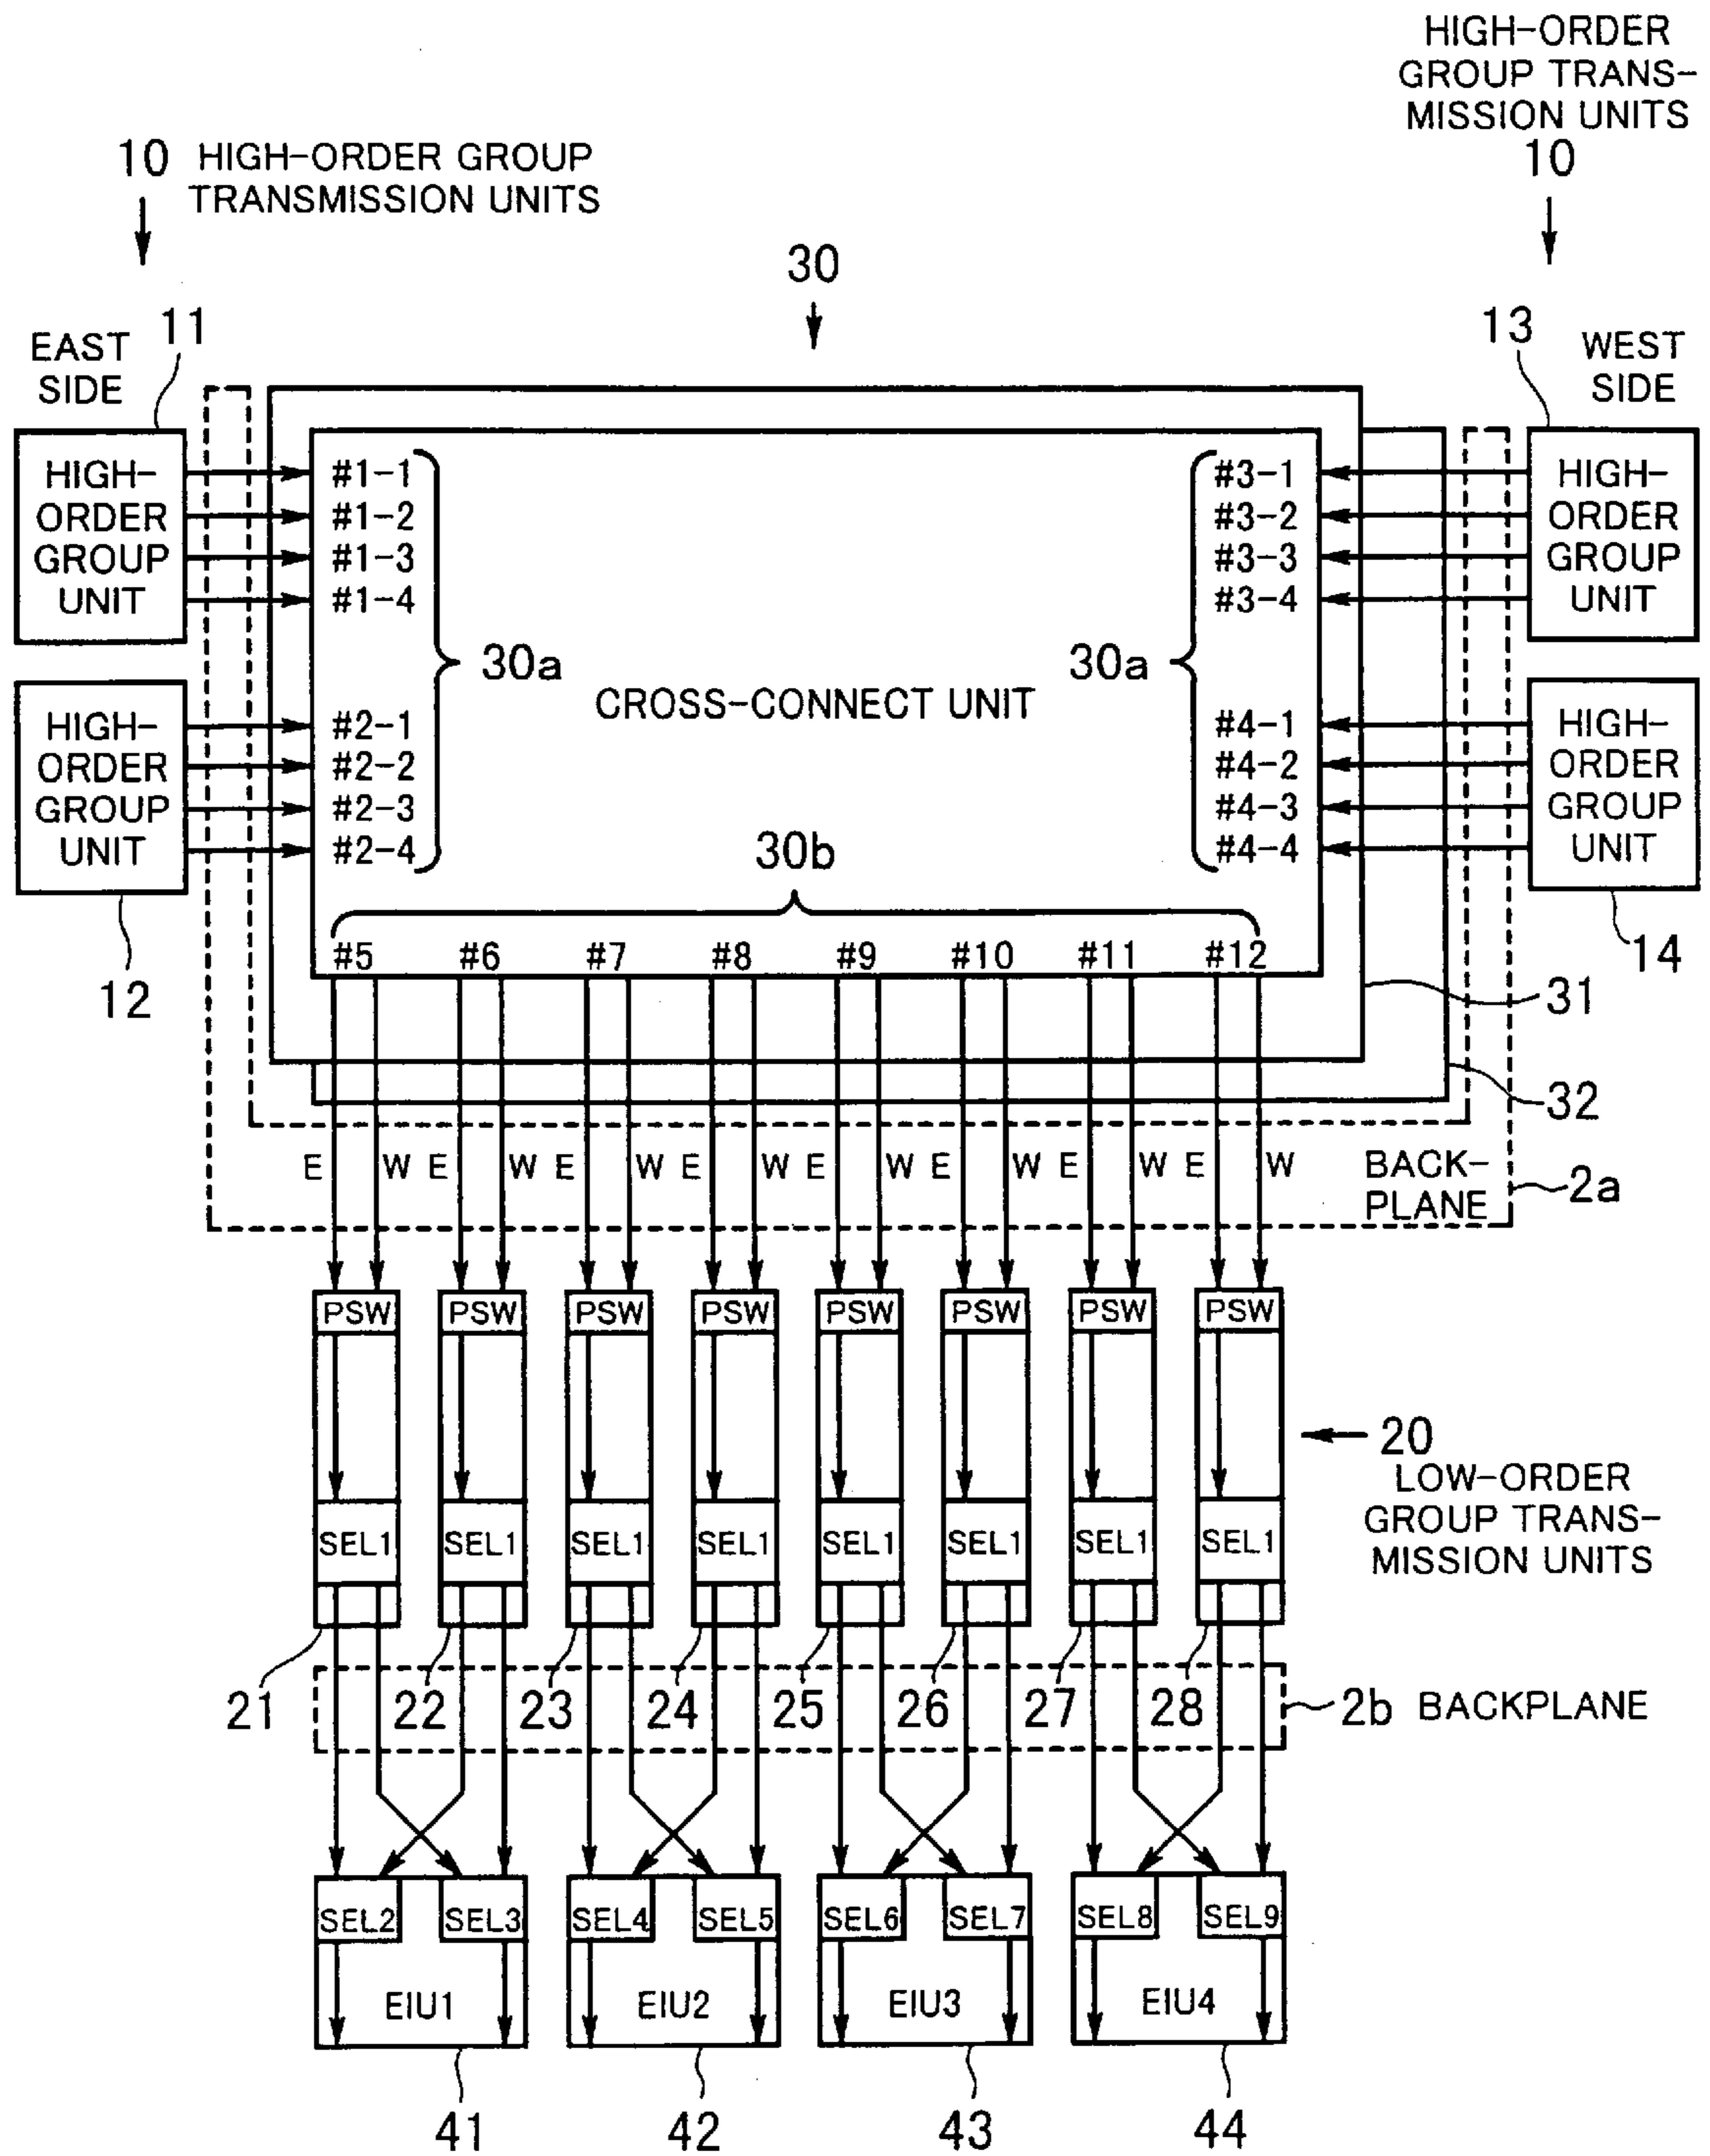 HIGH-ORDER
GROUP TRANS-
MISSION UNITS
10
10 HIGH-ORDER GROUP
TRANSMISSION UNITS
30
EAST
SIDE
11
13
WEST
SIDE
HIGH-
ORDER
GROUP
UNIT
#1-1
#1-2
#1-3
#1-4
30a
#3-1
#3-2
#3-3
#3-4
30a
HIGH-
ORDER
GROUP
UNIT
CROSS-CONNECT UNIT
HIGH-
ORDER
GROUP
UNIT
#2-1
#2-2
#2-3
#2-4
#4-1
#4-2
#4-3
#4-4
HIGH-
ORDER
GROUP
UNIT
30b
#5 #6 #7 #8 #9 #10 #11 #12
12
14
31
32
E W E W E W E W E W E W E W E W
BACK-
PLANE
2a
PSW PSW PSW PSW PSW PSW PSW PSW
20
LOW-ORDER
GROUP TRANS-
MISSION UNITS
SEL1 SEL1 SEL1 SEL1 SEL1 SEL1 SEL1 SEL1
21 22 23 24 25 26 27 28
2b BACKPLANE
SEL2 SEL3 SEL4 SEL5 SEL6 SEL7 SEL8 SEL9
EIU1 EIU2 EIU3 EIU4
41 42 43 44